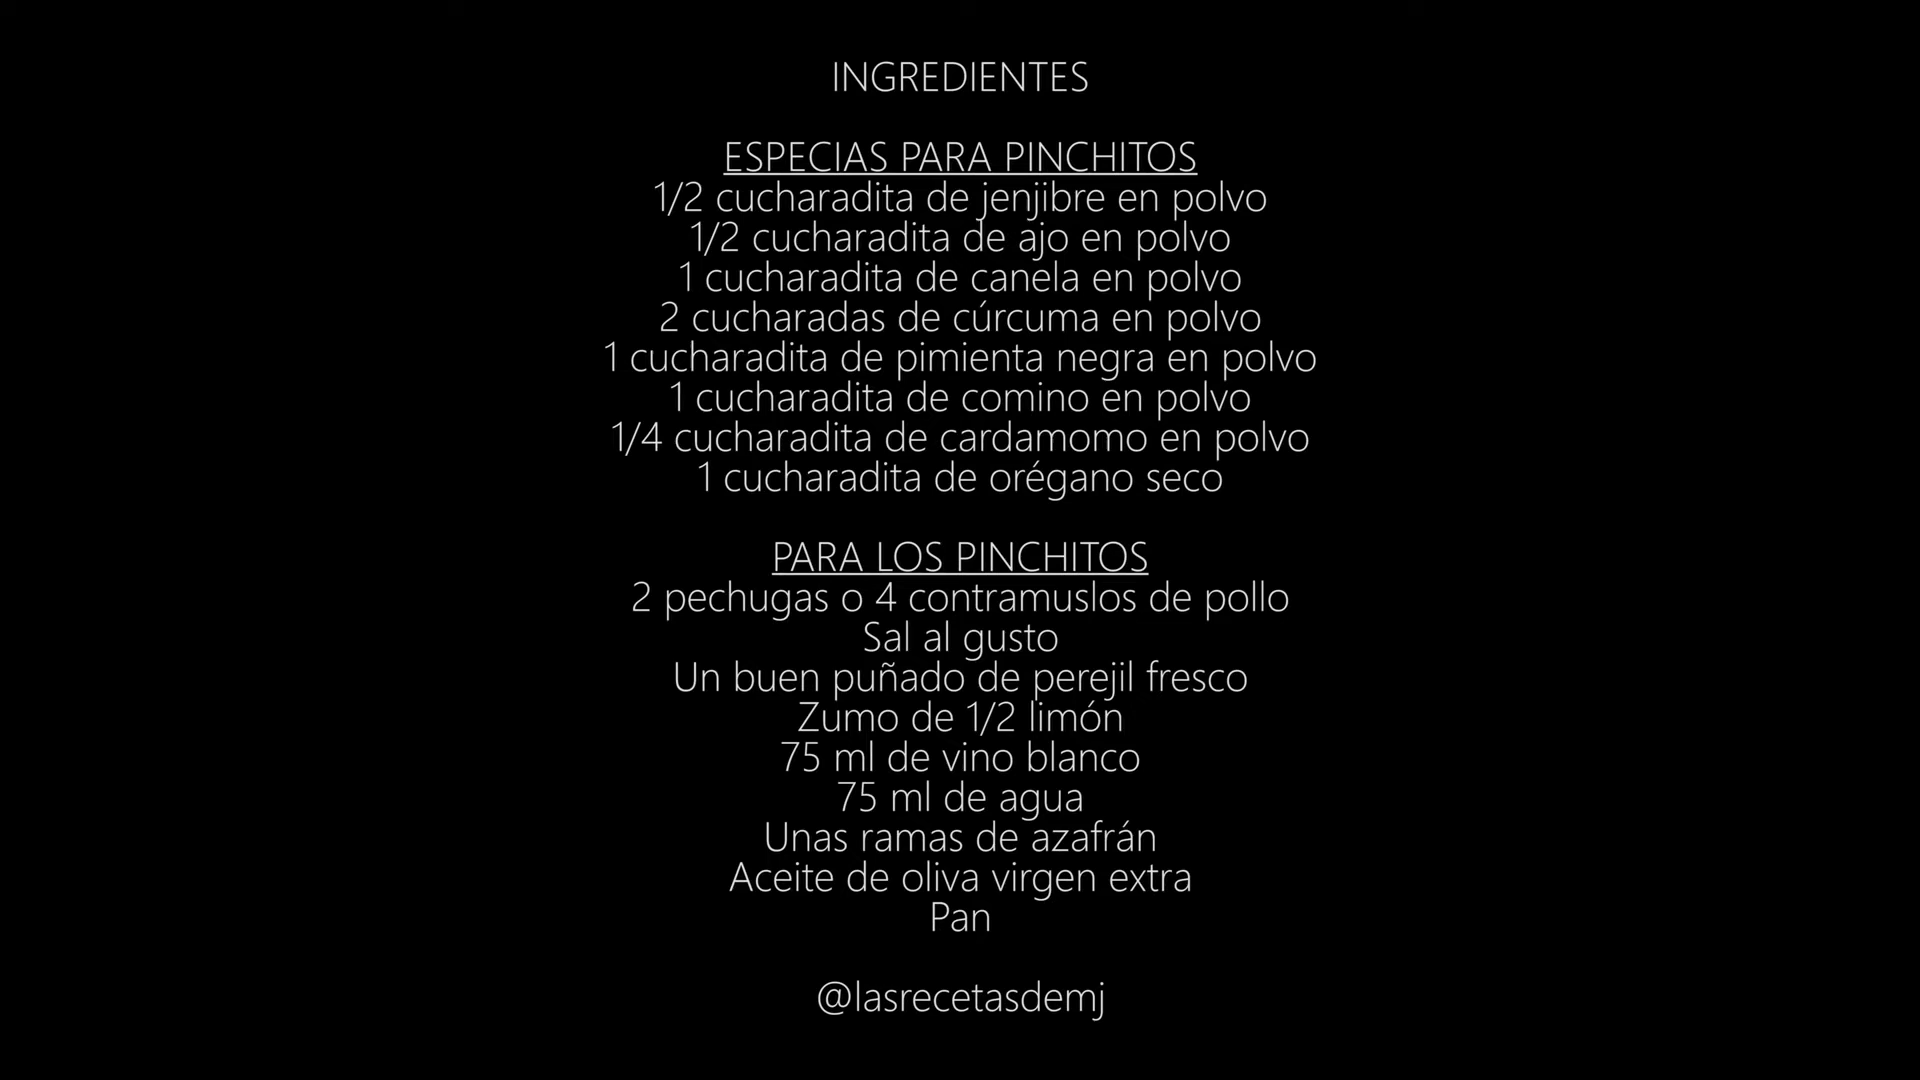 INGREDIENTES
ESPECIAS PARA PINCHITOS
1/2 cucharadita de jenjibre en polvo
1/2 cucharadita de ajo en polvo
1 cucharadita de canela en polvo
2 cucharadas de cúrcuma en polvo
1 cucharadita de pimienta negra en polvo
1 cucharadita de comino en polvo
1/4 cucharadita de cardamomo en polvo
1 cucharadita de orégano seco
PARA LOS PINCHITOS
2 pechugas o 4 contramuslos de pollo
Sal al gusto
Un buen puñado de perejil fresco
Zumo de 1/2 limón
75 ml de vino blanco
75 ml de agua
Unas ramas de azafrán
Aceite de oliva virgen extra
Pan
@lasrecetasdemj